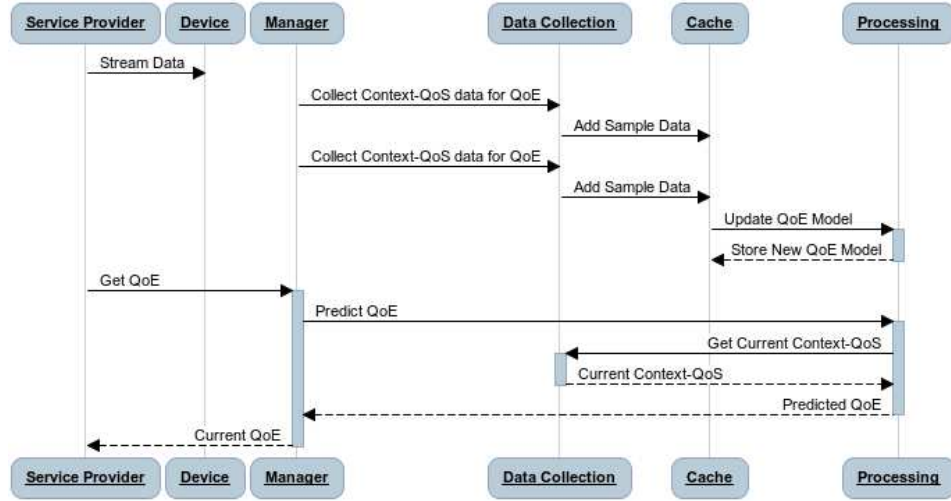 Service Provider Device Manager Data Collection Cache Processing
Stream Data
Collect Context-QoS data for QoE
Add Sample Data
Collect Context-QoS data for QoE
Add Sample Data
Update QoE Model
Store New QoE Model
Get QoE
Predict QoE
Get Current Context-QoS
Current Context-QoS
Predicted QoE
Current QoE
Service Provider Device Manager Data Collection Cache Processing